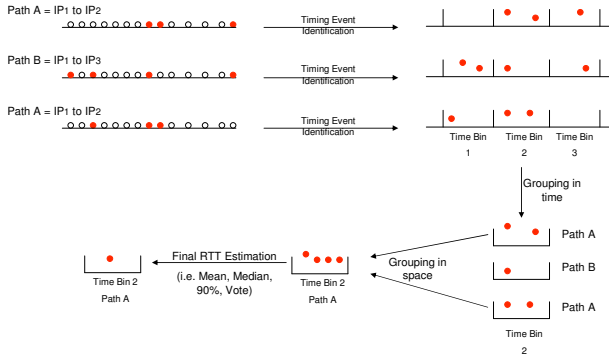 Path A = IP1 to IP2
Timing Event
Identification
Path B = IP1 to IP3
Timing Event
Identification
Path A = IP1 to IP2
Timing Event
Identification
Time Bin
1
Time Bin
2
Time Bin
3
Grouping in
time
Path A
Path B
Path A
Time Bin
2
Grouping in
space
Time Bin 2
Path A
Final RTT Estimation
(i.e. Mean, Median,
90%, Vote)
Time Bin 2
Path A